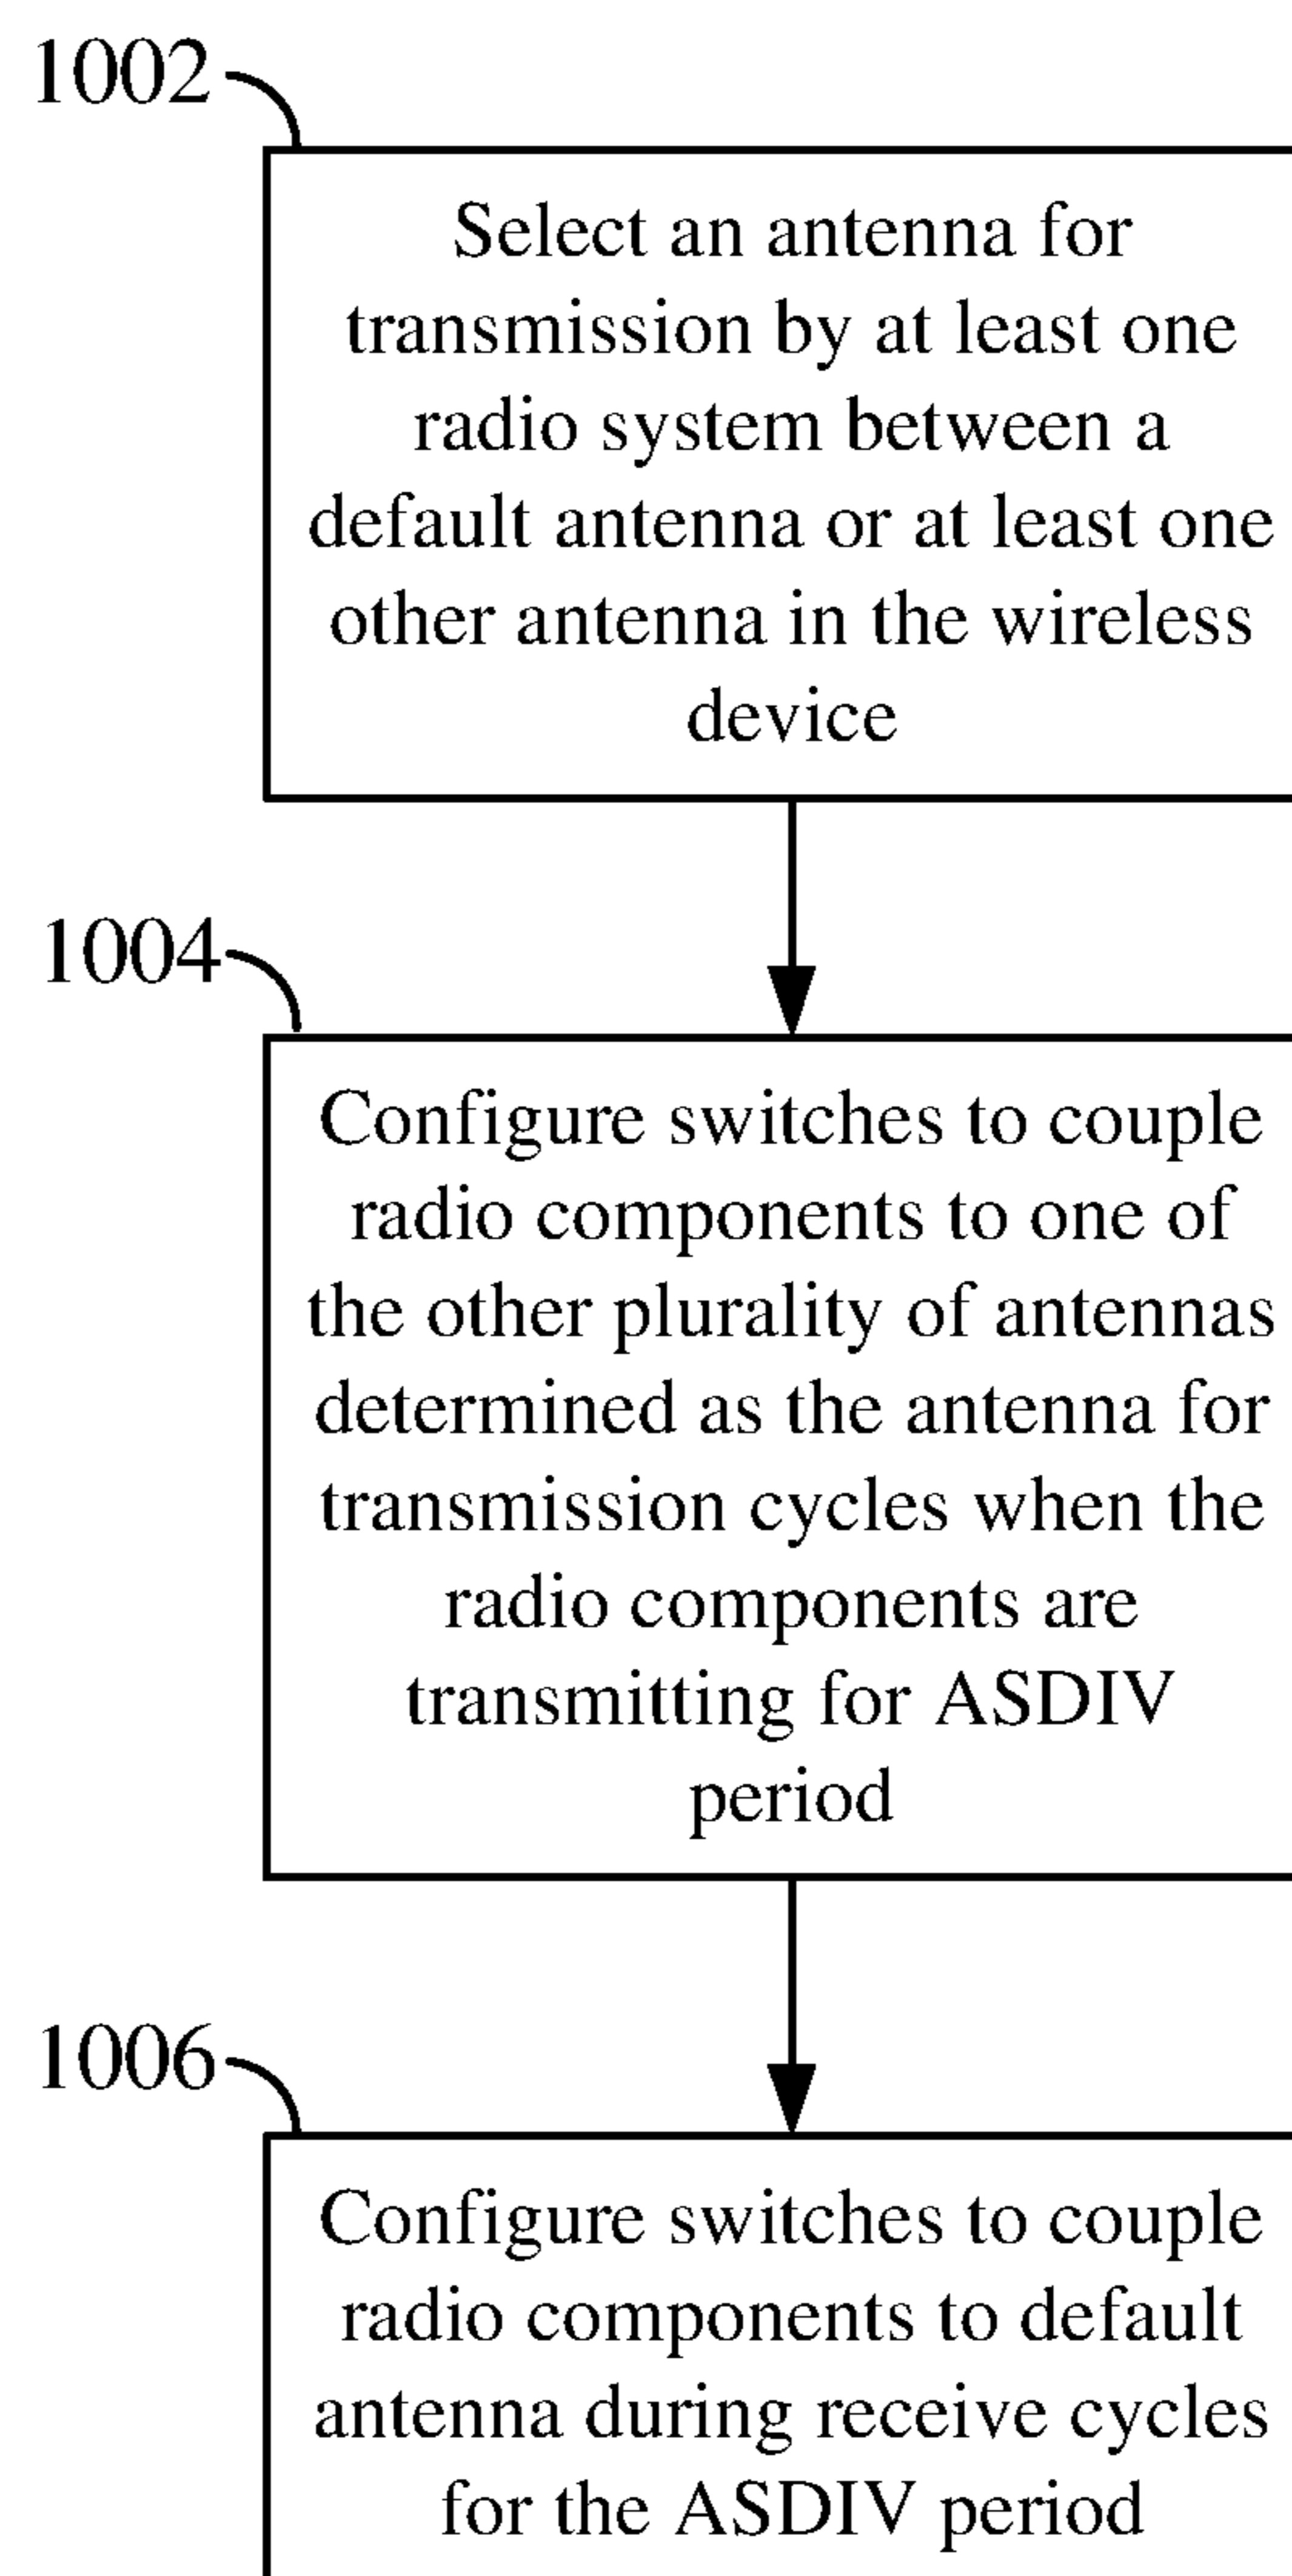 1002
Select an antenna for
transmission by at least one
radio system between a
default antenna or at least one
other antenna in the wireless
device
1004
Configure switches to couple
radio components to one of
the other plurality of antennas
determined as the antenna for
transmission cycles when the
radio components are
transmitting for ASDIV
period
1006
Configure switches to couple
radio components to default
antenna during receive cycles
for the ASDIV period